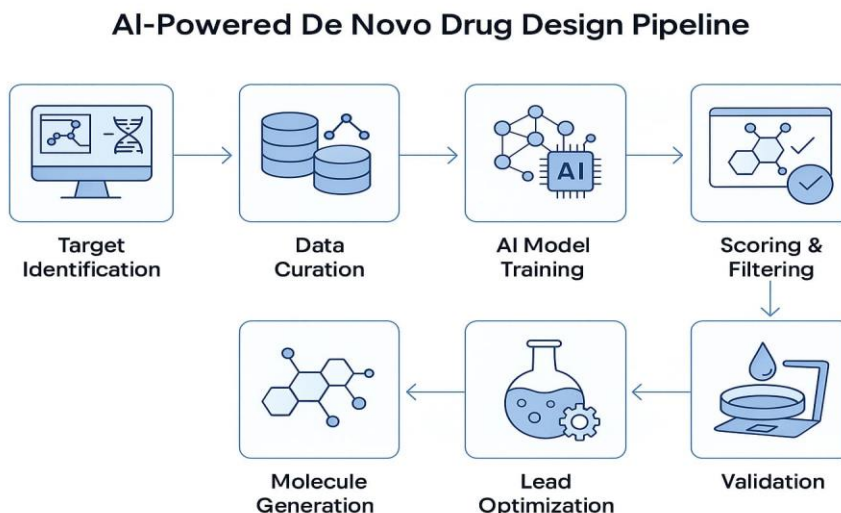 AI-Powered De Novo Drug Design Pipeline
AI
Target
Identification
Data
Curation
AI Model
Training
Scoring &
Filtering
Molecule
Generation
Lead
Optimization
Validation